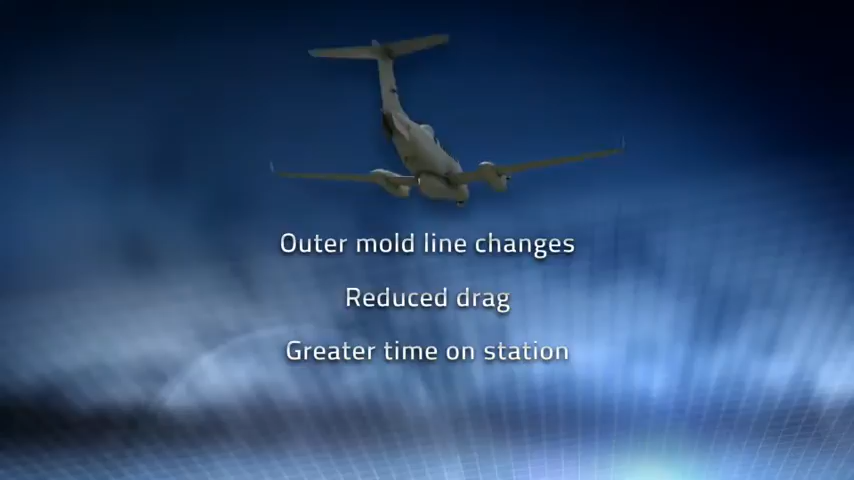 Outer mold line changes
Reduced drag
Greater time on station